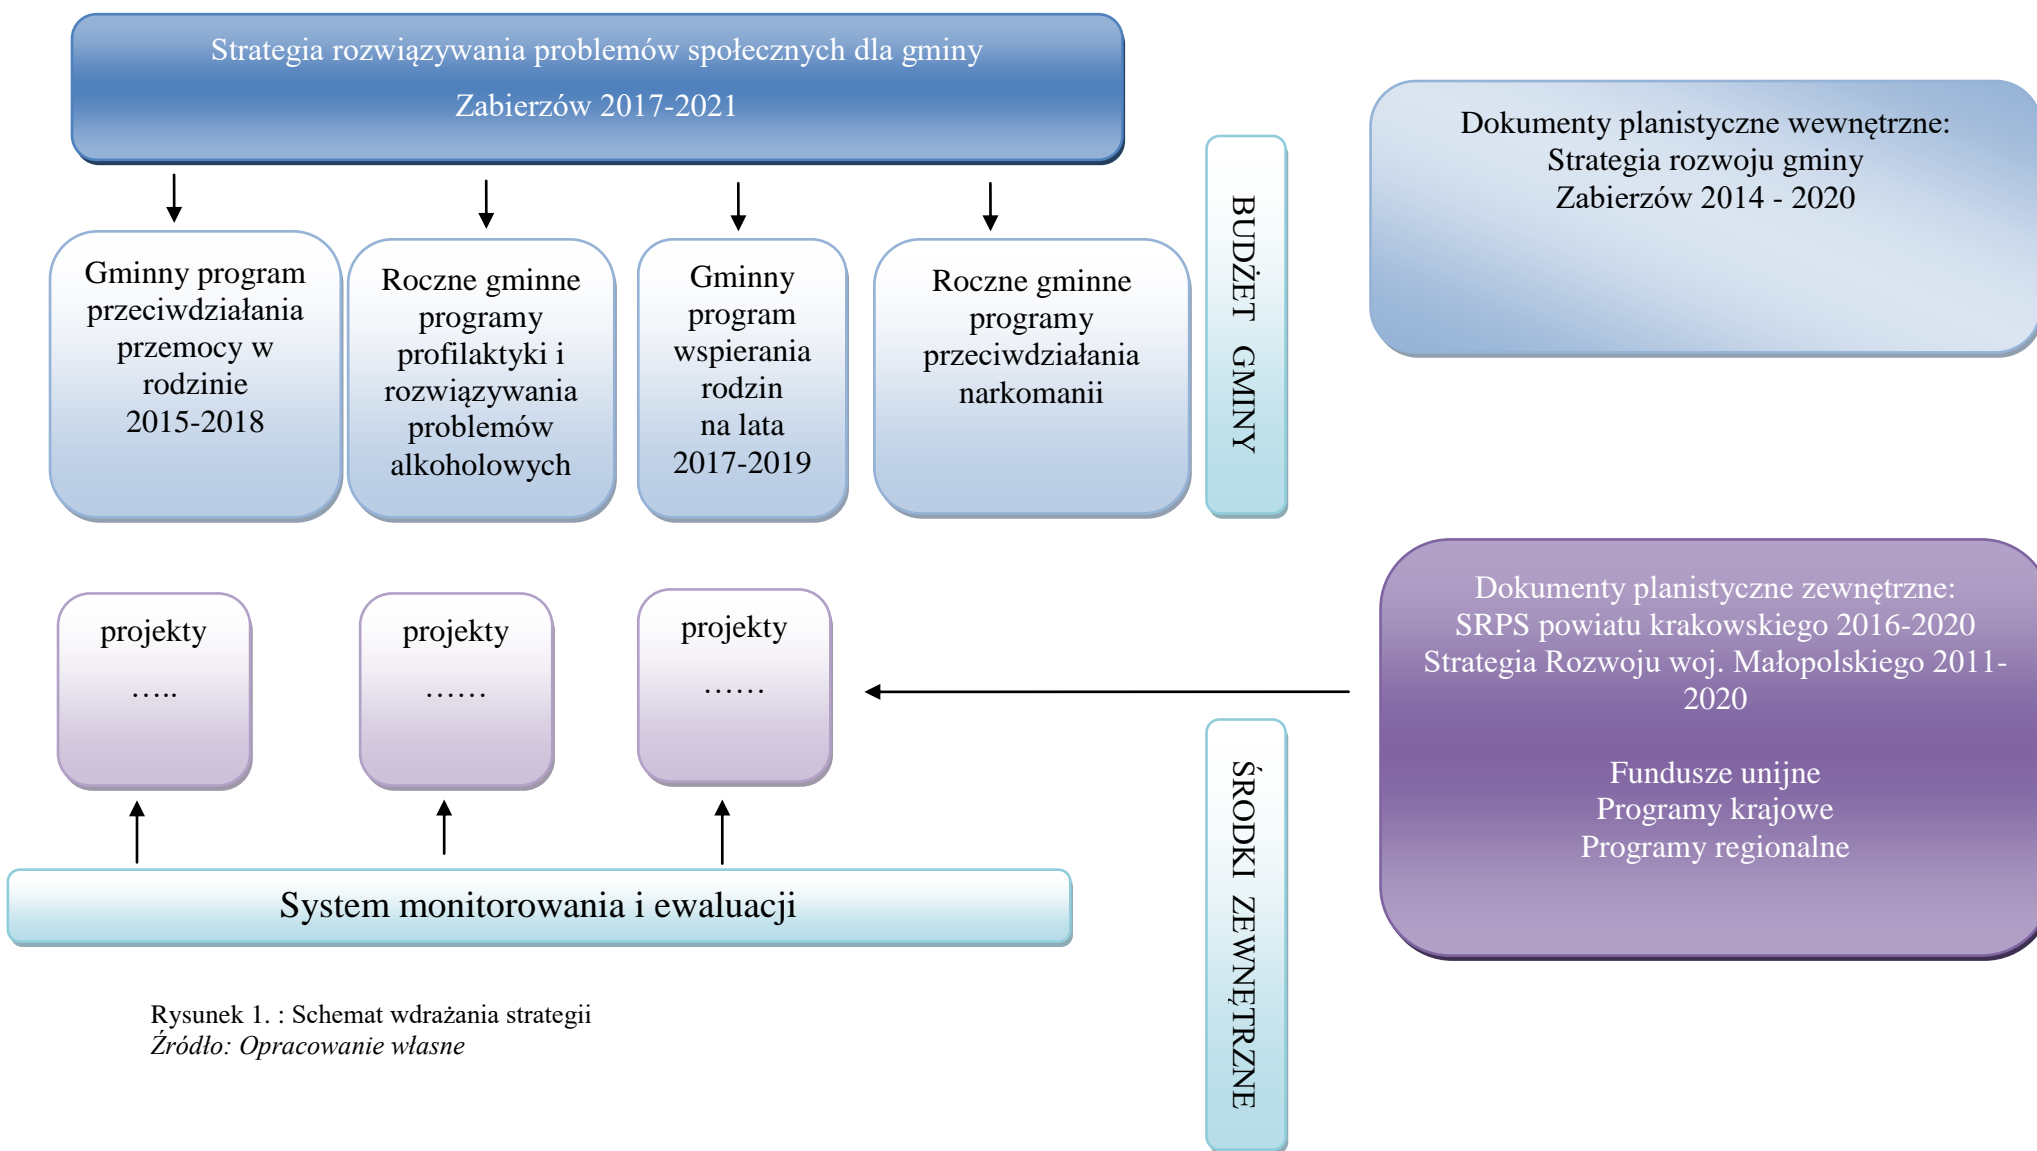 Strategia rozwiązywania problemów społecznych dla gminy
Zabierzów 2017-2021
Gminny program
przeciwdziałania
przemocy w
rodzinie
2015-2018
Roczne gminne
programy
profilaktyki i
rozwiązywania
problemów
alkoholowych
Gminny
program
wspierania
rodzin
na lata
2017-2019
Roczne gminne
programy
przeciwdziałania
narkomanii
BUDŻET GMINY
Dokumenty planistyczne wewnętrzne:
Strategia rozwoju gminy
Zabierzów 2014 - 2020
projekty
…..
projekty
……
projekty
……
Dokumenty planistyczne zewnętrzne:
SRPS powiatu krakowskiego 2016-2020
Strategia Rozwoju woj. Małopolskiego 2011-
2020
Fundusze unijne
Programy krajowe
Programy regionalne
ŚRODKI ZEWNĘTRZNE
System monitorowania i ewaluacji
Rysunek 1. : Schemat wdrażania strategii
Źródło: Opracowanie własne